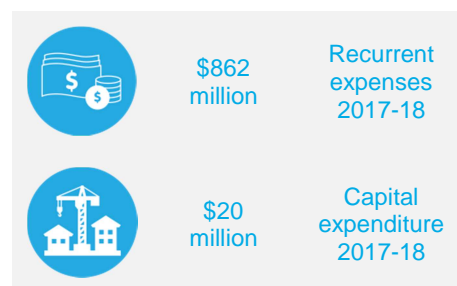 $
$
$862
million
Recurrent
expenses
2017-18
$20
million
Capital
expenditure
2017-18